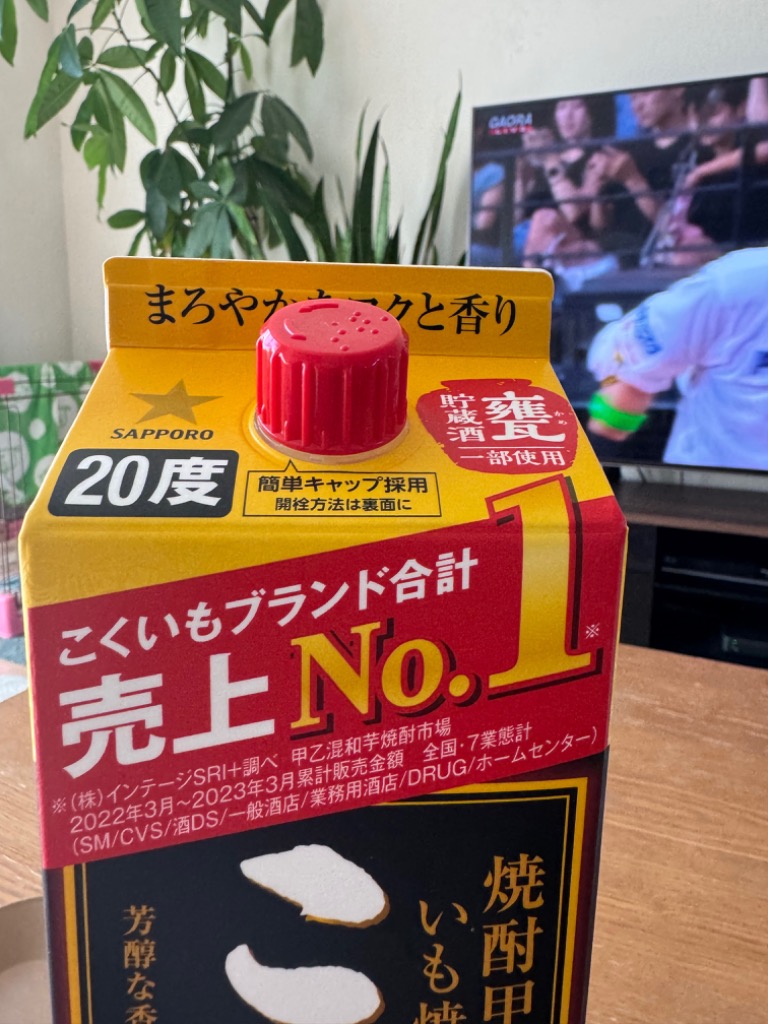 GAORA
まろやかなコクと香り
SAPPORO
20度
簡単キャップ採用
開栓方法は裏面に
甕
かめ
貯蔵酒
一部使用
こくいもブランド合計
売上No.1※
※(株)インテージSRI+調べ 甲乙混和芋焼酎市場
2022年3月〜2023年3月累計販売金額 全国・7業態計
(SM/CVS/酒DS/一般酒店/業務用酒店/DRUG/ホームセンター)
焼酎甲
いも焼
こ
芳醇な香